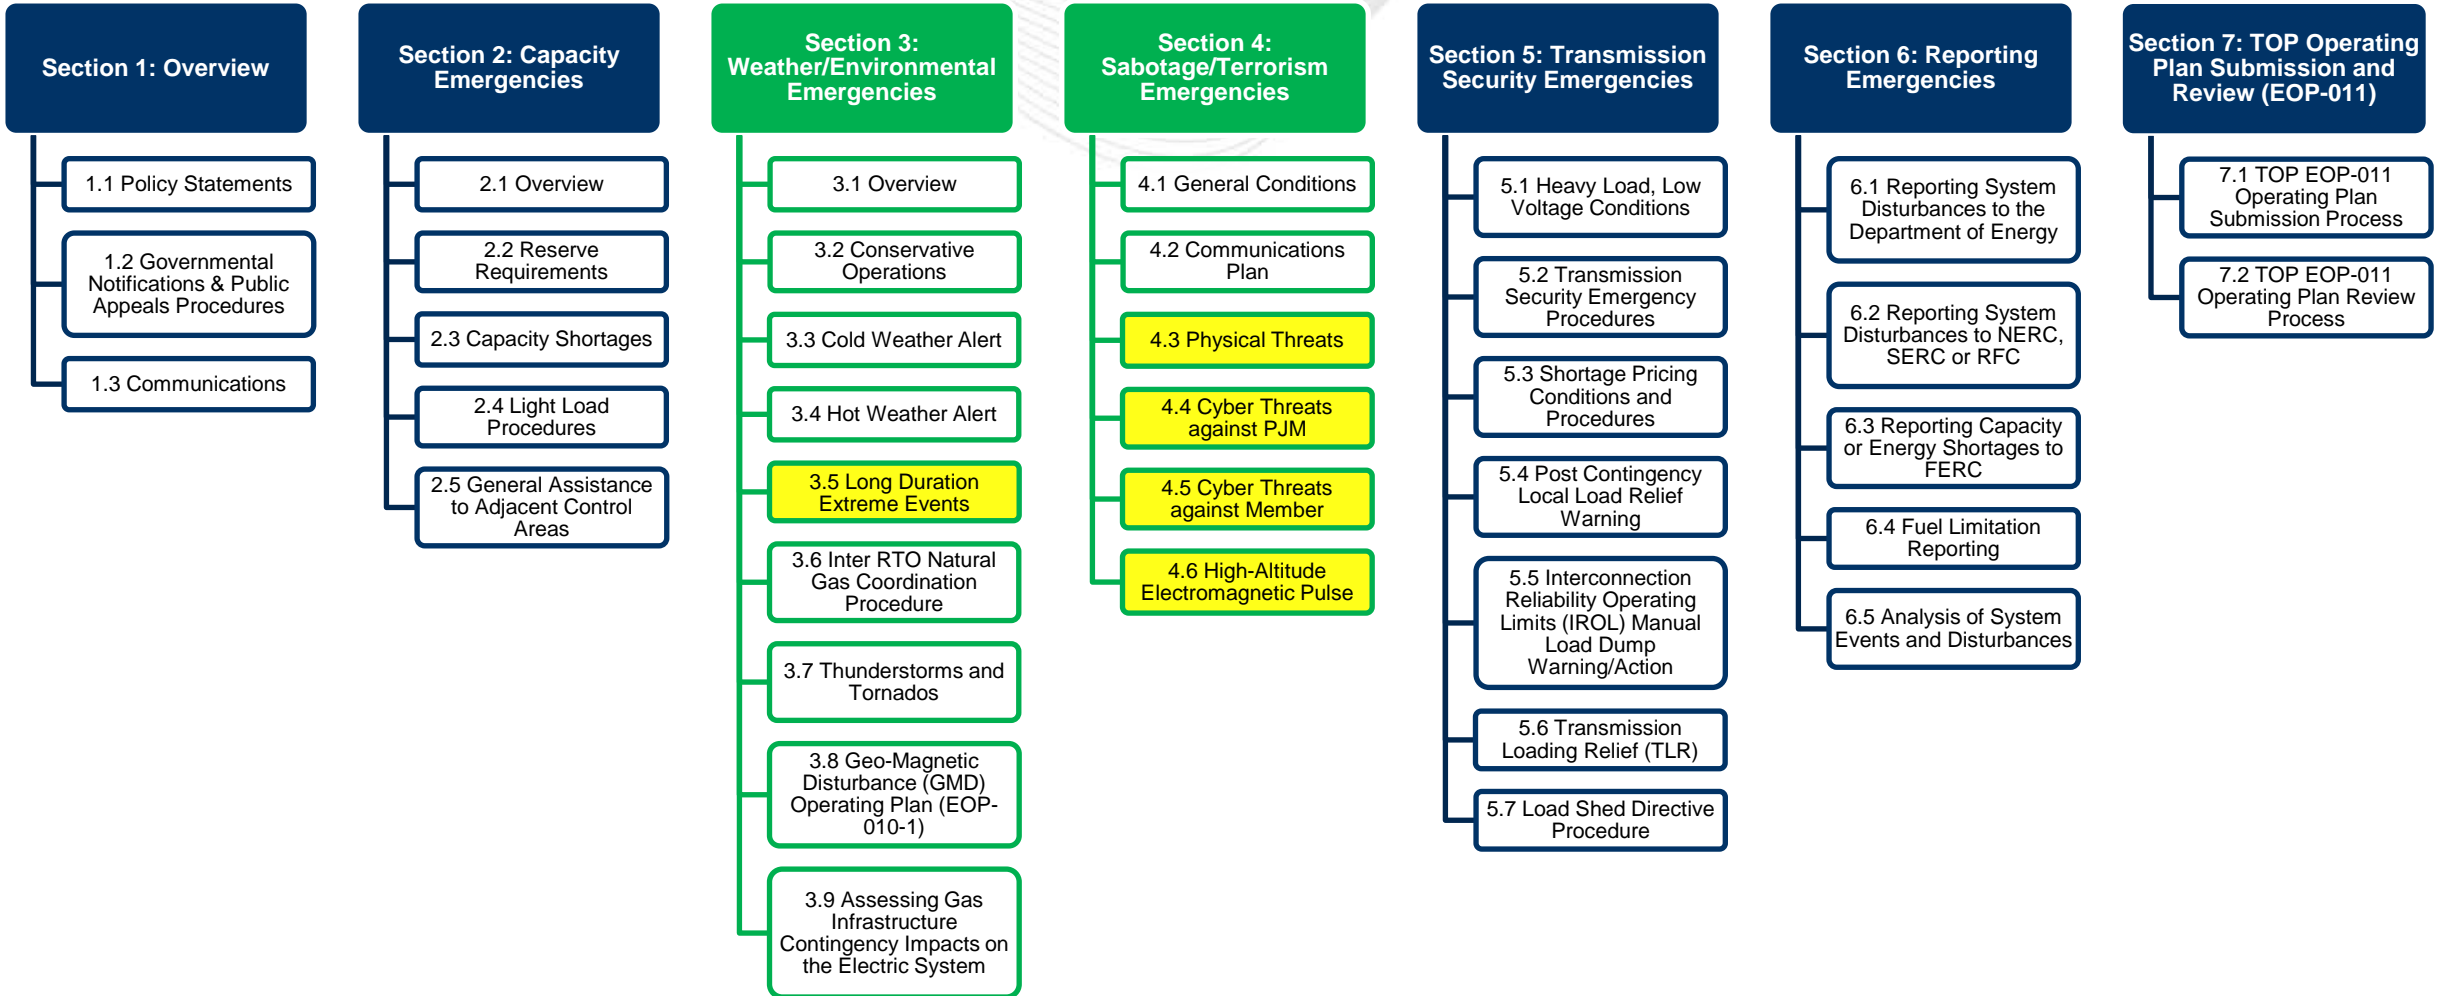 Section 1: Overview
1.1 Policy Statements
1.2 Governmental
Notifications & Public
Appeals Procedures
1.3 Communications
Section 2: Capacity
Emergencies
2.1 Overview
2.2 Reserve
Requirements
2.3 Capacity Shortages
2.4 Light Load
Procedures
2.5 General Assistance
to Adjacent Control
Areas
Section 3:
Weather/Environmental
Emergencies
3.1 Overview
3.2 Conservative
Operations
3.3 Cold Weather Alert
3.4 Hot Weather Alert
3.5 Long Duration
Extreme Events
3.6 Inter RTO Natural
Gas Coordination
Procedure
3.7 Thunderstorms and
Tornados
3.8 Geo-Magnetic
Disturbance (GMD)
Operating Plan (EOP-
010-1)
3.9 Assessing Gas
Infrastructure
Contingency Impacts on
the Electric System
Section 4:
Sabotage/Terrorism
Emergencies
4.1 General Conditions
4.2 Communications
Plan
4.3 Physical Threats
4.4 Cyber Threats
against PJM
4.5 Cyber Threats
against Member
4.6 High-Altitude
Electromagnetic Pulse
Section 5: Transmission
Security Emergencies
5.1 Heavy Load, Low
Voltage Conditions
5.2 Transmission
Security Emergency
Procedures
5.3 Shortage Pricing
Conditions and
Procedures
5.4 Post Contingency
Local Load Relief
Warning
5.5 Interconnection
Reliability Operating
Limits (IROL) Manual
Load Dump
Warning/Action
5.6 Transmission
Loading Relief (TLR)
5.7 Load Shed Directive
Procedure
Section 6: Reporting
Emergencies
6.1 Reporting System
Disturbances to the
Department of Energy
6.2 Reporting System
Disturbances to NERC,
SERC or RFC
6.3 Reporting Capacity
or Energy Shortages to
FERC
6.4 Fuel Limitation
Reporting
6.5 Analysis of System
Events and Disturbances
Section 7: TOP Operating
Plan Submission and
Review (EOP-011)
7.1 TOP EOP-011
Operating Plan
Submission Process
7.2 TOP EOP-011
Operating Plan Review
Process